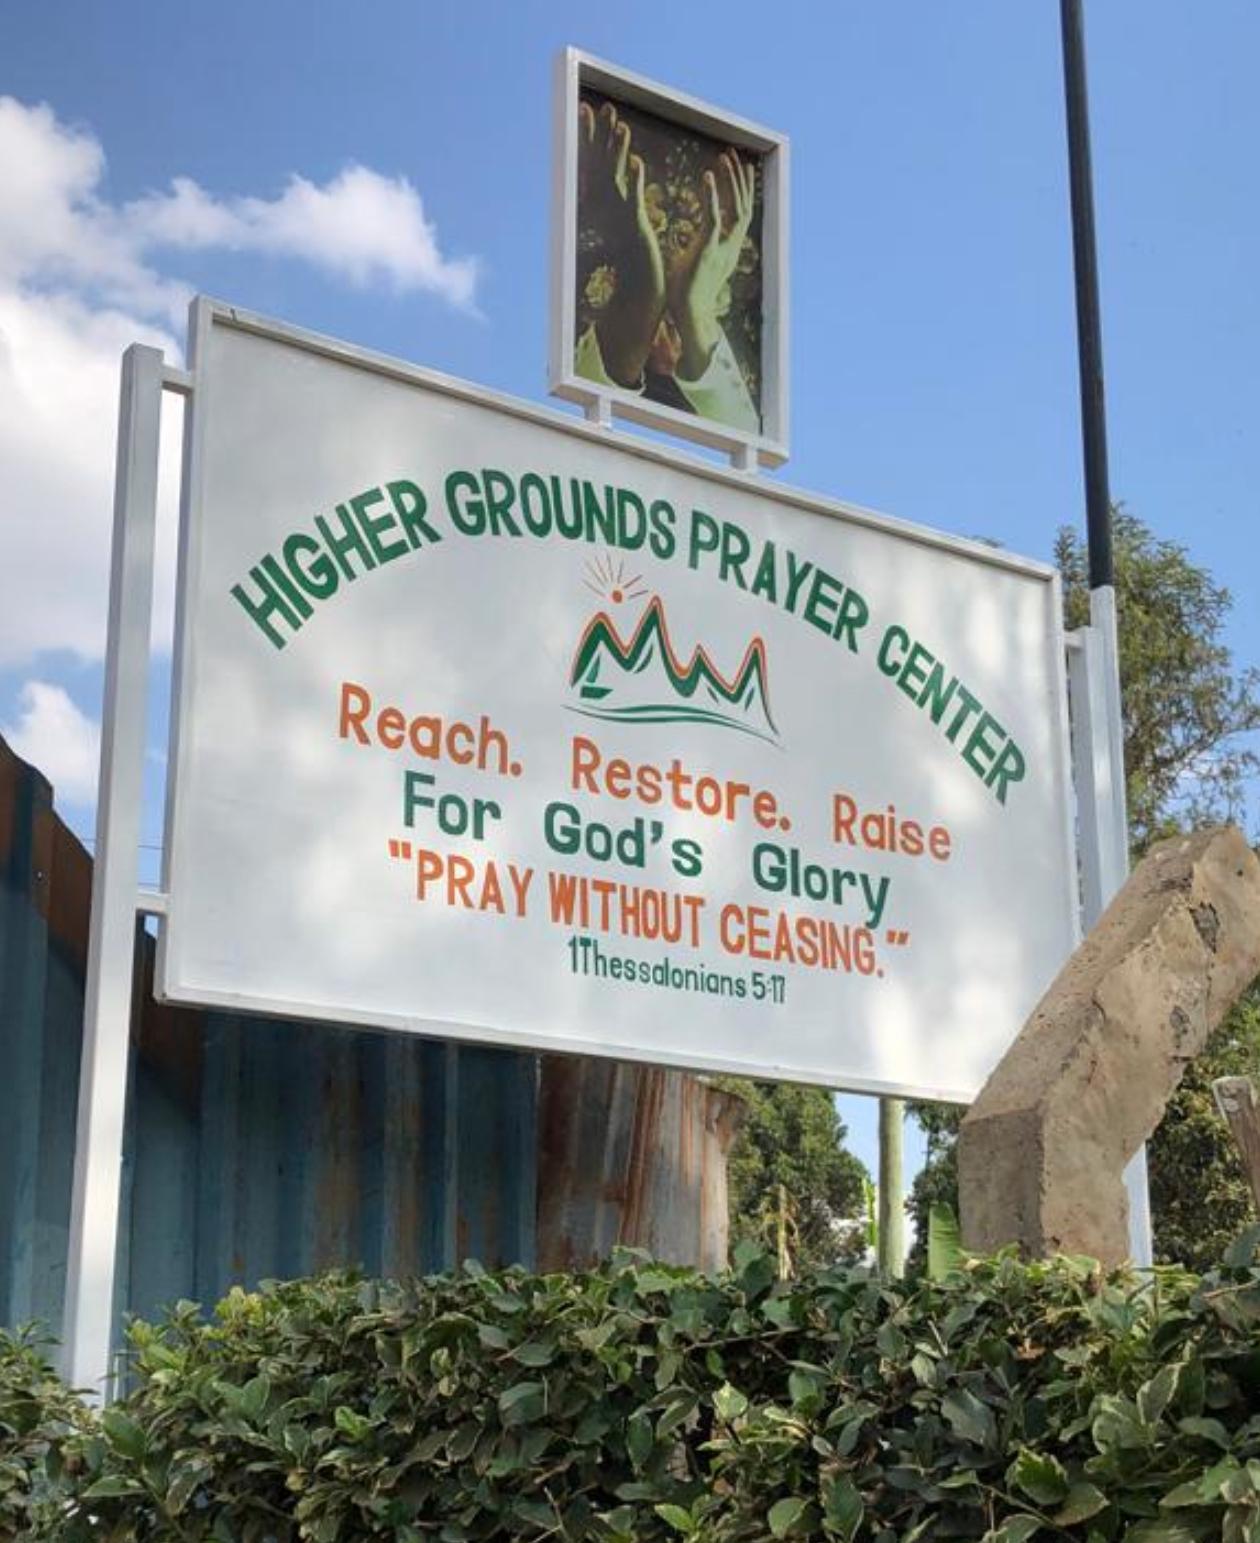 HIGHER GROUNDS PRAYER CENTER
Reach. Restore. Raise
For God's Glory
"PRAY WITHOUT CEASING."
1Thessalonians 5:17